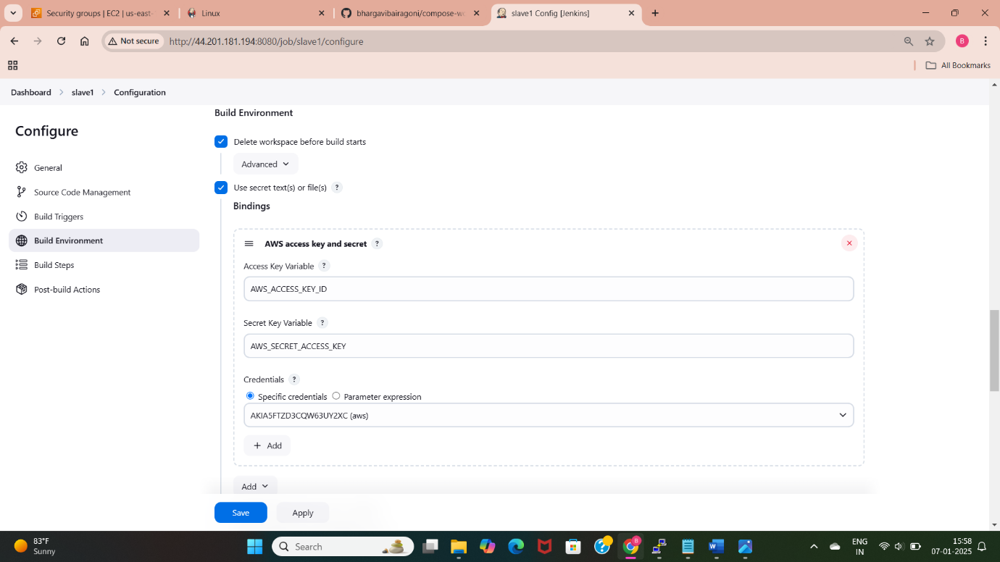 Security groups | EC2 | us-east-
Linux
bhargavibairagoni/compose-wo
slave1 Config [Jenkins]
Not secure
http://44.201.181.194:8080/job/slave1/configure
B
All Bookmarks
Dashboard > slave1 > Configuration
Configure
General
Source Code Management
Build Triggers
Build Environment
Build Steps
Post-build Actions
Build Environment
Delete workspace before build starts
Advanced
Use secret text(s) or file(s) ?
Bindings
AWS access key and secret ?
Access Key Variable ?
AWS_ACCESS_KEY_ID
Secret Key Variable ?
AWS_SECRET_ACCESS_KEY
Credentials ?
Specific credentials Parameter expression
AKIA5FTZD3CQW63UY2XC (aws)
+ Add
Add
Save Apply
83°F
Sunny
Search
ENG
IN
15:58
07-01-2025